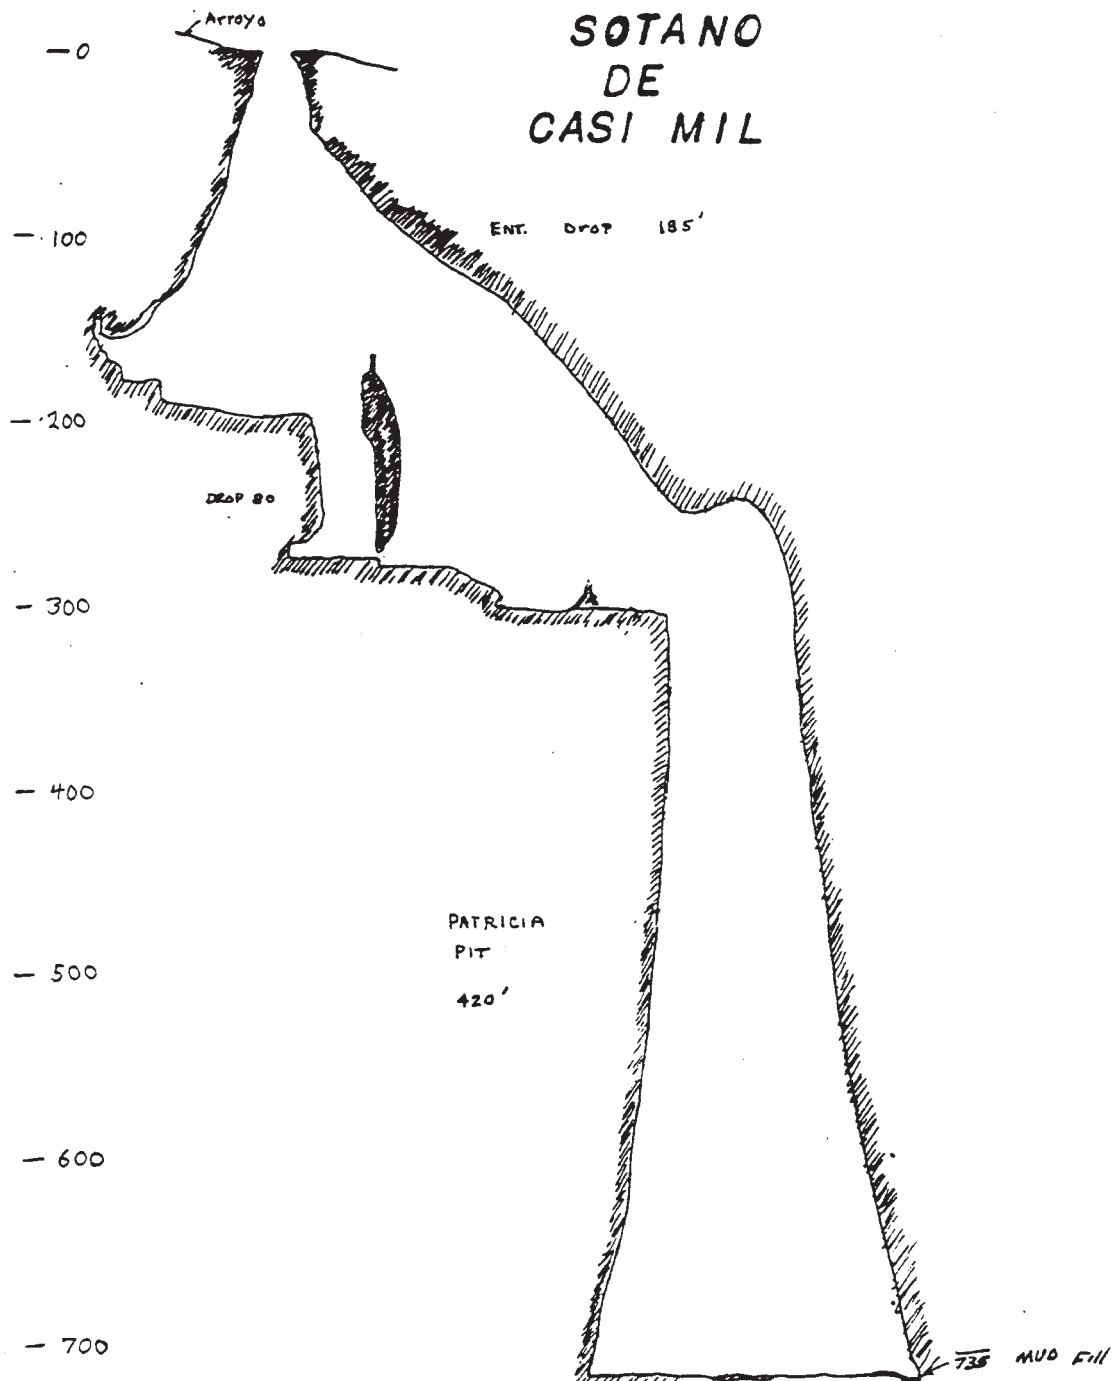 Arroyo
SOTANO
DE
CASI MIL
— 0
ENT. DROP 185'
— 100
— 200
DROP 80
— 300
— 400
PATRICIA
PIT
420'
— 500
— 600
— 700
735 MUD Fill